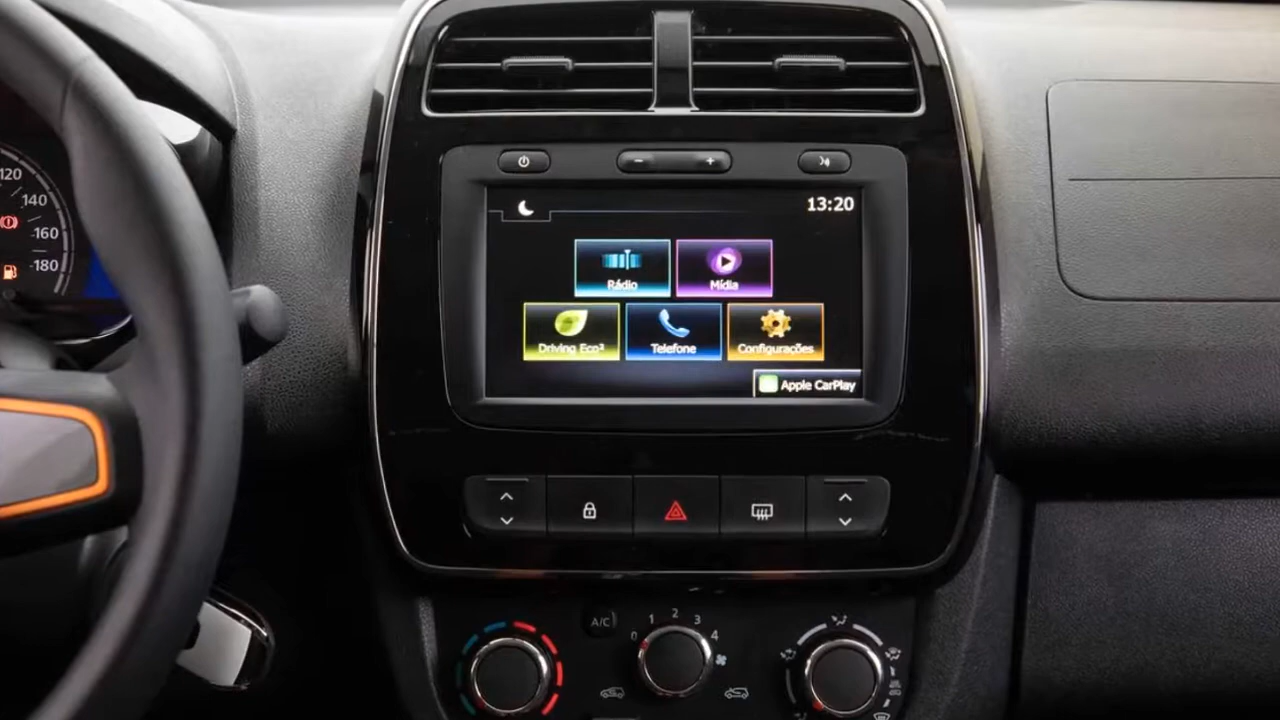 120
140
160
180
13:20
Rádio
Mídia
Driving Eco²
Telefone
Configurações
Apple CarPlay
A/C
0 1 2 3 4